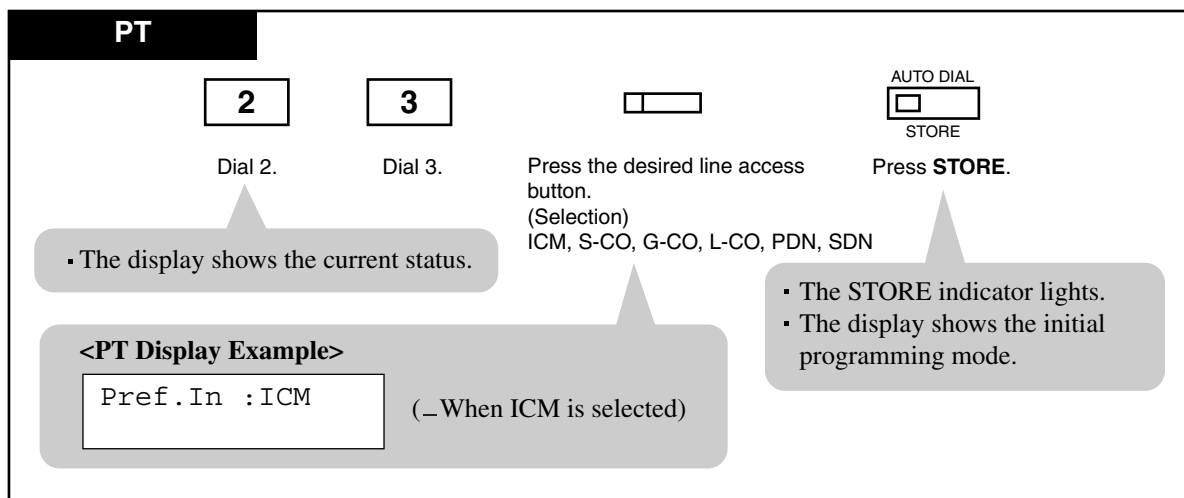 PT
2
3
AUTO DIAL
STORE
Dial 2.
Dial 3.
Press the desired line access
button.
(Selection)
ICM, S-CO, G-CO, L-CO, PDN, SDN
Press STORE.
▪ The display shows the current status.
▪ The STORE indicator lights.
▪ The display shows the initial
programming mode.
<PT Display Example>
Pref.In :ICM
( – When ICM is selected)